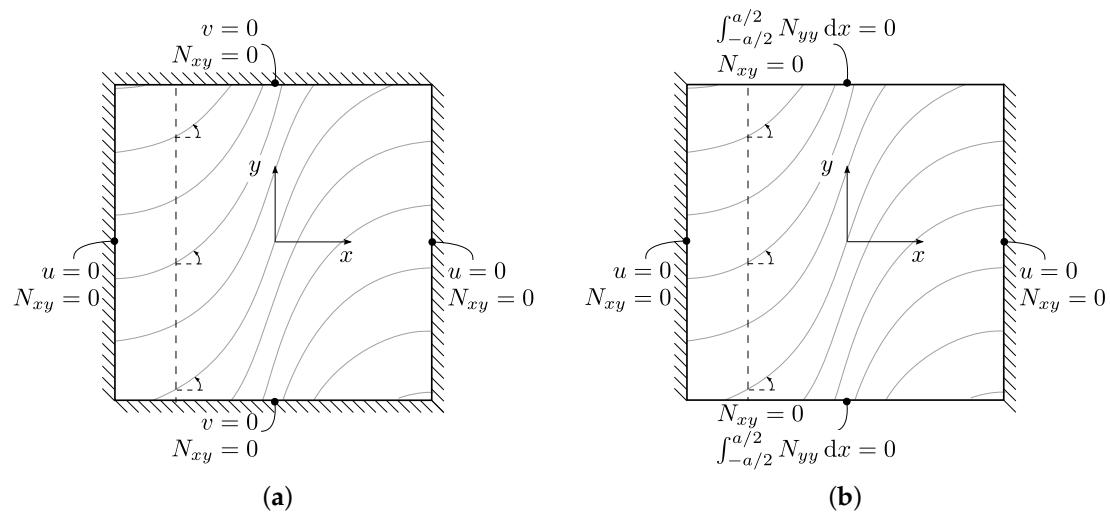 v = 0
N_{xy} = 0
y
x
u = 0
N_{xy} = 0
u = 0
N_{xy} = 0
v = 0
N_{xy} = 0
(a)
∫_{-a/2}^{a/2} N_{yy} dx = 0
N_{xy} = 0
y
x
u = 0
N_{xy} = 0
u = 0
N_{xy} = 0
N_{xy} = 0
∫_{-a/2}^{a/2} N_{yy} dx = 0
(b)